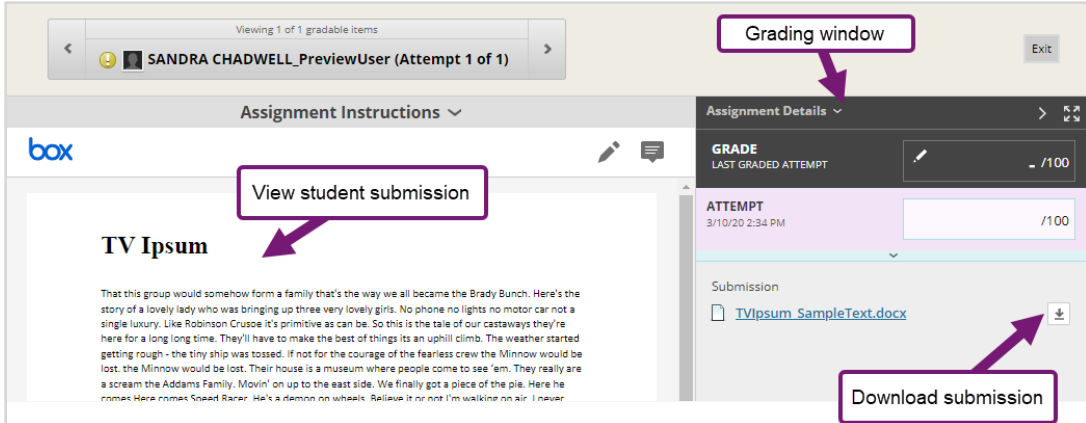 Viewing 1 of 1 gradable items
SANDRA CHADWELL_PreviewUser (Attempt 1 of 1)
Grading window
Exit
Assignment Instructions
Assignment Details
box
GRADE
LAST GRADED ATTEMPT
- /100
View student submission
ATTEMPT
3/10/20 2:34 PM
/100
TV Ipsum
Submission
TVIpsum_SampleText.docx
That this group would somehow form a family that's the way we all became the Brady Bunch. Here's the
story of a lovely lady who was bringing up three very lovely girls. No phone no lights no motor car not a
single luxury. Like Robinson Crusoe it's primitive as can be. So this is the tale of our castaways they're
here for a long long time. They'll have to make the best of things its an uphill climb. The weather started
getting rough - the tiny ship was tossed. If not for the courage of the fearless crew the Minnow would be
lost. the Minnow would be lost. Their house is a museum where people come to see 'em. They really are
a scream the Addams Family. Movin' on up to the east side. We finally got a piece of the pie. Here he
comes Here comes Speed Racer. He's a demon on wheels. Believe it or not I'm walking on air. I never
Download submission